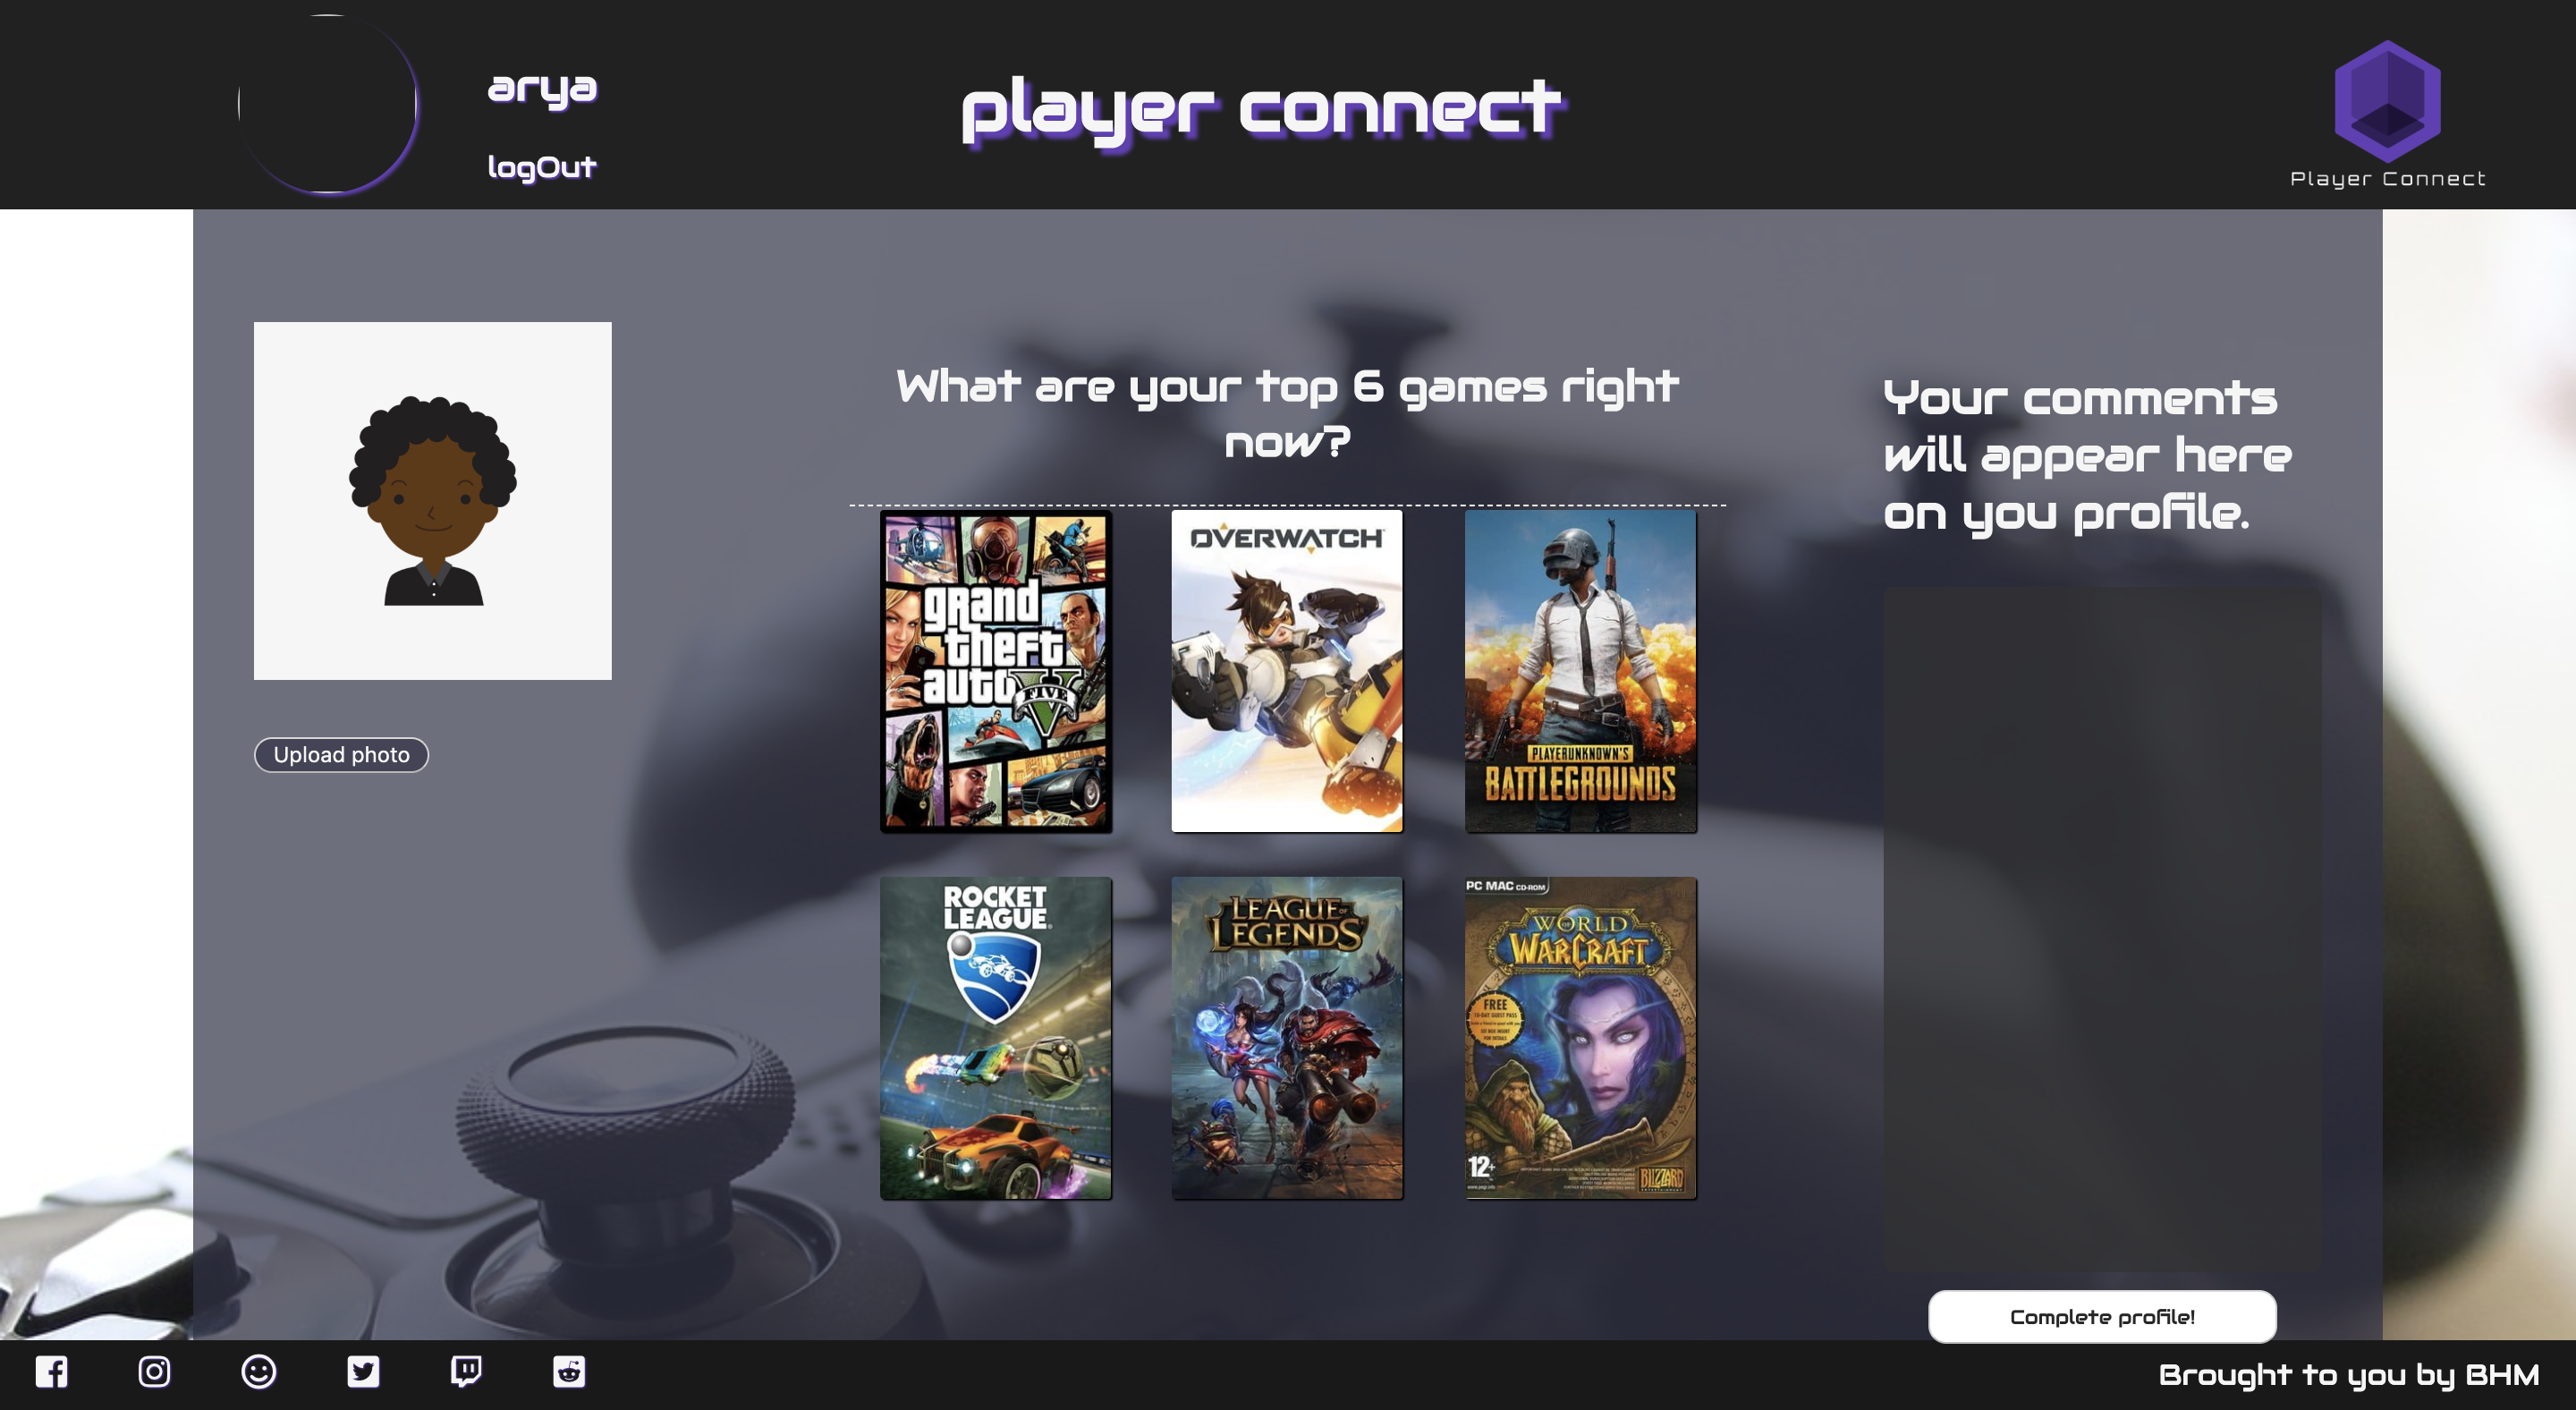 arya
logOut
player connect
Player Connect
What are your top 6 games right
now?
Your comments
will appear here
on you profile.
Upload photo
grand
theft
auto
FIVE
OVERWATCH
PLAYERUNKNOWN'S
BATTLEGROUNDS
ROCKET
LEAGUE
LEAGUE OF
LEGENDS
PC MAC CD-ROM
WORLD
WARCRAFT
FREE
12+
BLIZZARD
ENTERTAINMENT
Complete profile!
Brought to you by BHM